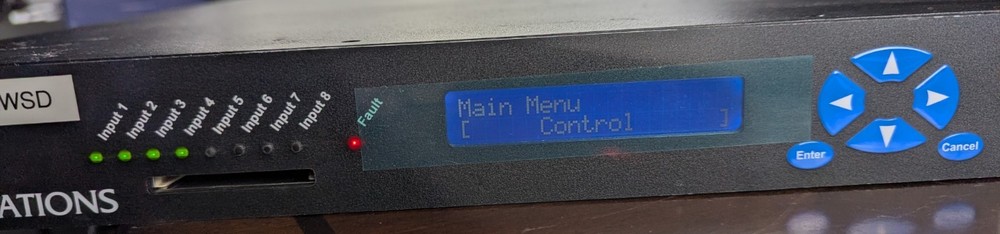 WSD
Input 1
Input 2
Input 3
Input 4
Input 5
Input 6
Input 7
Input 8
Fault
Main Menu
[ Control ]
Enter
Cancel
ATIONS